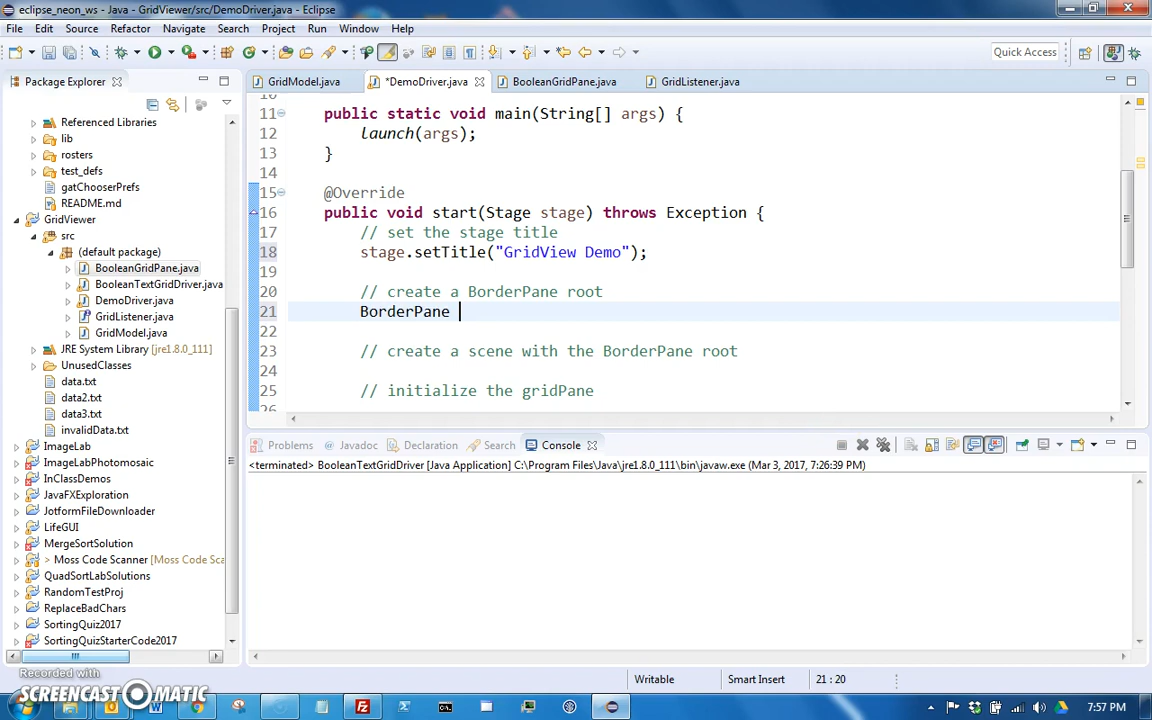 eclipse_neon_ws - Java - GridViewer/src/DemoDriver.java - Eclipse
File Edit Source Refactor Navigate Search Project Run Window Help
Quick Access
Package Explorer
GridModel.java *DemoDriver.java BooleanGridPane.java GridListener.java
Referenced Libraries
lib
rosters
test_defs
gatChooserPrefs
README.md
GridViewer
src
(default package)
BooleanGridPane.java
BooleanTextGridDriver.java
DemoDriver.java
GridListener.java
GridModel.java
JRE System Library [jre1.8.0_111]
UnusedClasses
data.txt
data2.txt
data3.txt
invalidData.txt
ImageLab
ImageLabPhotomosaic
InClassDemos
JavaFXExploration
JotformFileDownloader
LifeGUI
MergeSortSolution
> Moss Code Scanner [Moss Code Sca
QuadSortLabSolutions
RandomTestProj
ReplaceBadChars
SortingQuiz2017
SortingQuizStarterCode2017
10
11 public static void main(String[] args) {
12 launch(args);
13 }
14
15 @Override
16 public void start(Stage stage) throws Exception {
17 // set the stage title
18 stage.setTitle("GridView Demo");
19
20 // create a BorderPane root
21 BorderPane
22
23 // create a scene with the BorderPane root
24
25 // initialize the gridPane
26
Problems Javadoc Declaration Search Console
<terminated> BooleanTextGridDriver [Java Application] C:\Program Files\Java\jre1.8.0_111\bin\javaw.exe (Mar 3, 2017, 7:26:39 PM)
Writable Smart Insert 21 : 20
Recorded with
SCREENCAST MATIC
7:57 PM